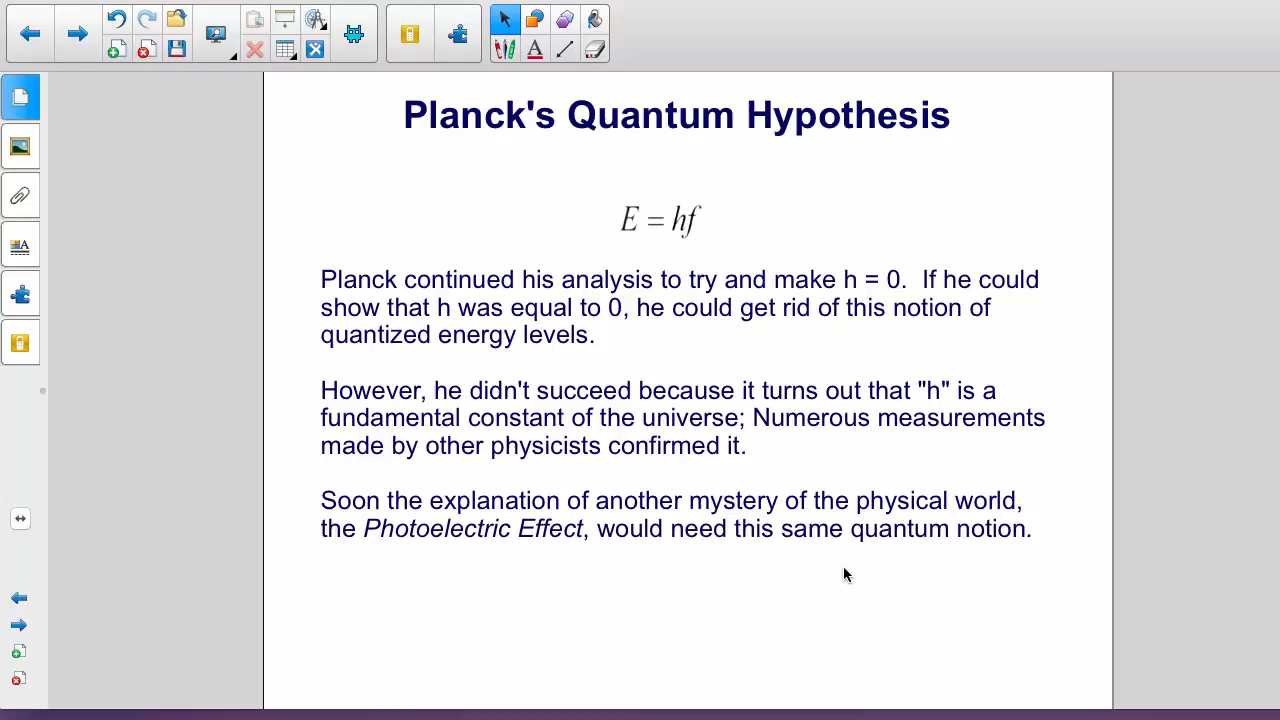 Planck's Quantum Hypothesis
E = hf
Planck continued his analysis to try and make h = 0.  If he could
show that h was equal to 0, he could get rid of this notion of
quantized energy levels.
However, he didn't succeed because it turns out that "h" is a
fundamental constant of the universe; Numerous measurements
made by other physicists confirmed it.
Soon the explanation of another mystery of the physical world,
the Photoelectric Effect, would need this same quantum notion.